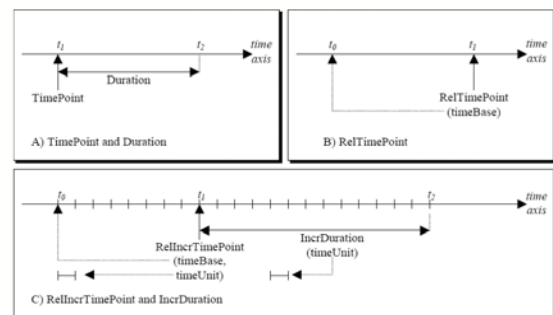 t1 t2 time
axis
Duration
TimePoint
A) TimePoint and Duration
t0 t1 time
axis
RelTimePoint
(timeBase)
B) RelTimePoint
t0 t1 t2 time
axis
RelIncrTimePoint
(timeBase,
timeUnit)
IncrDuration
(timeUnit)
C) RelIncrTimePoint and IncrDuration